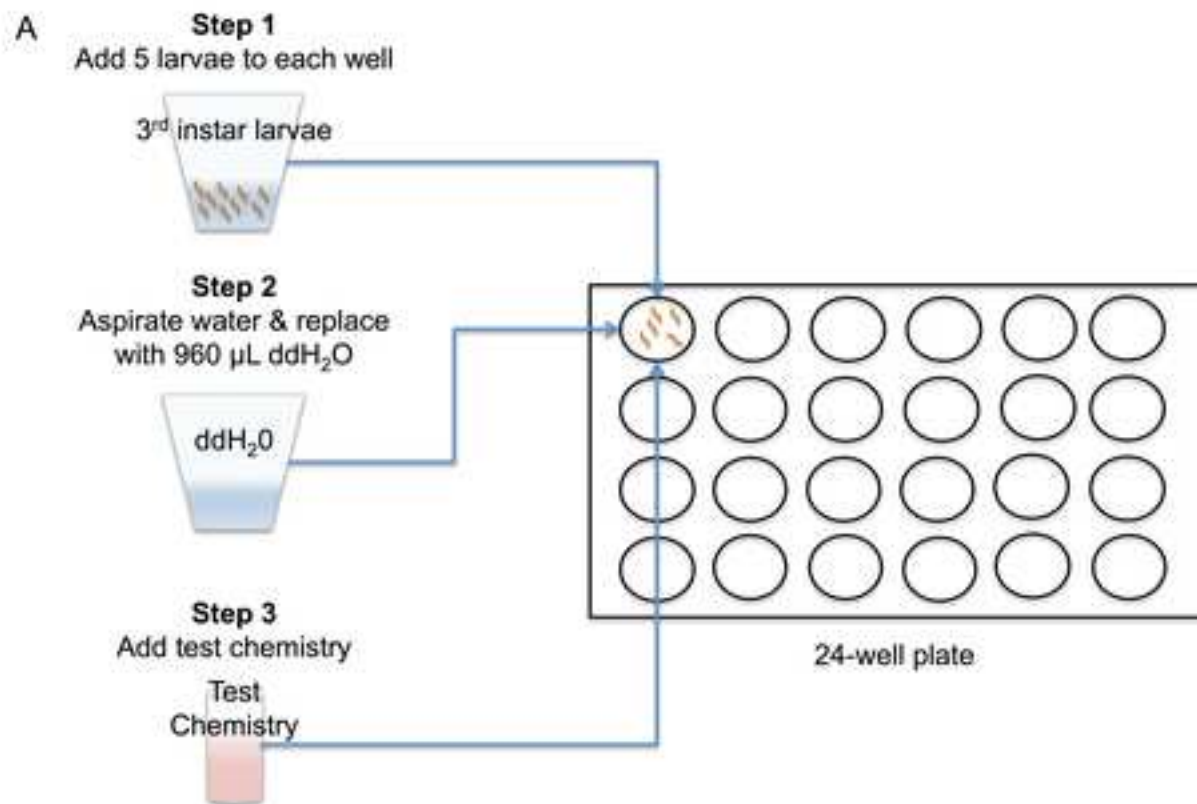 A
Step 1
Add 5 larvae to each well
3rd instar larvae
Step 2
Aspirate water & replace
with 960 µL ddH₂O
ddH₂0
Step 3
Add test chemistry
Test
Chemistry
24-well plate